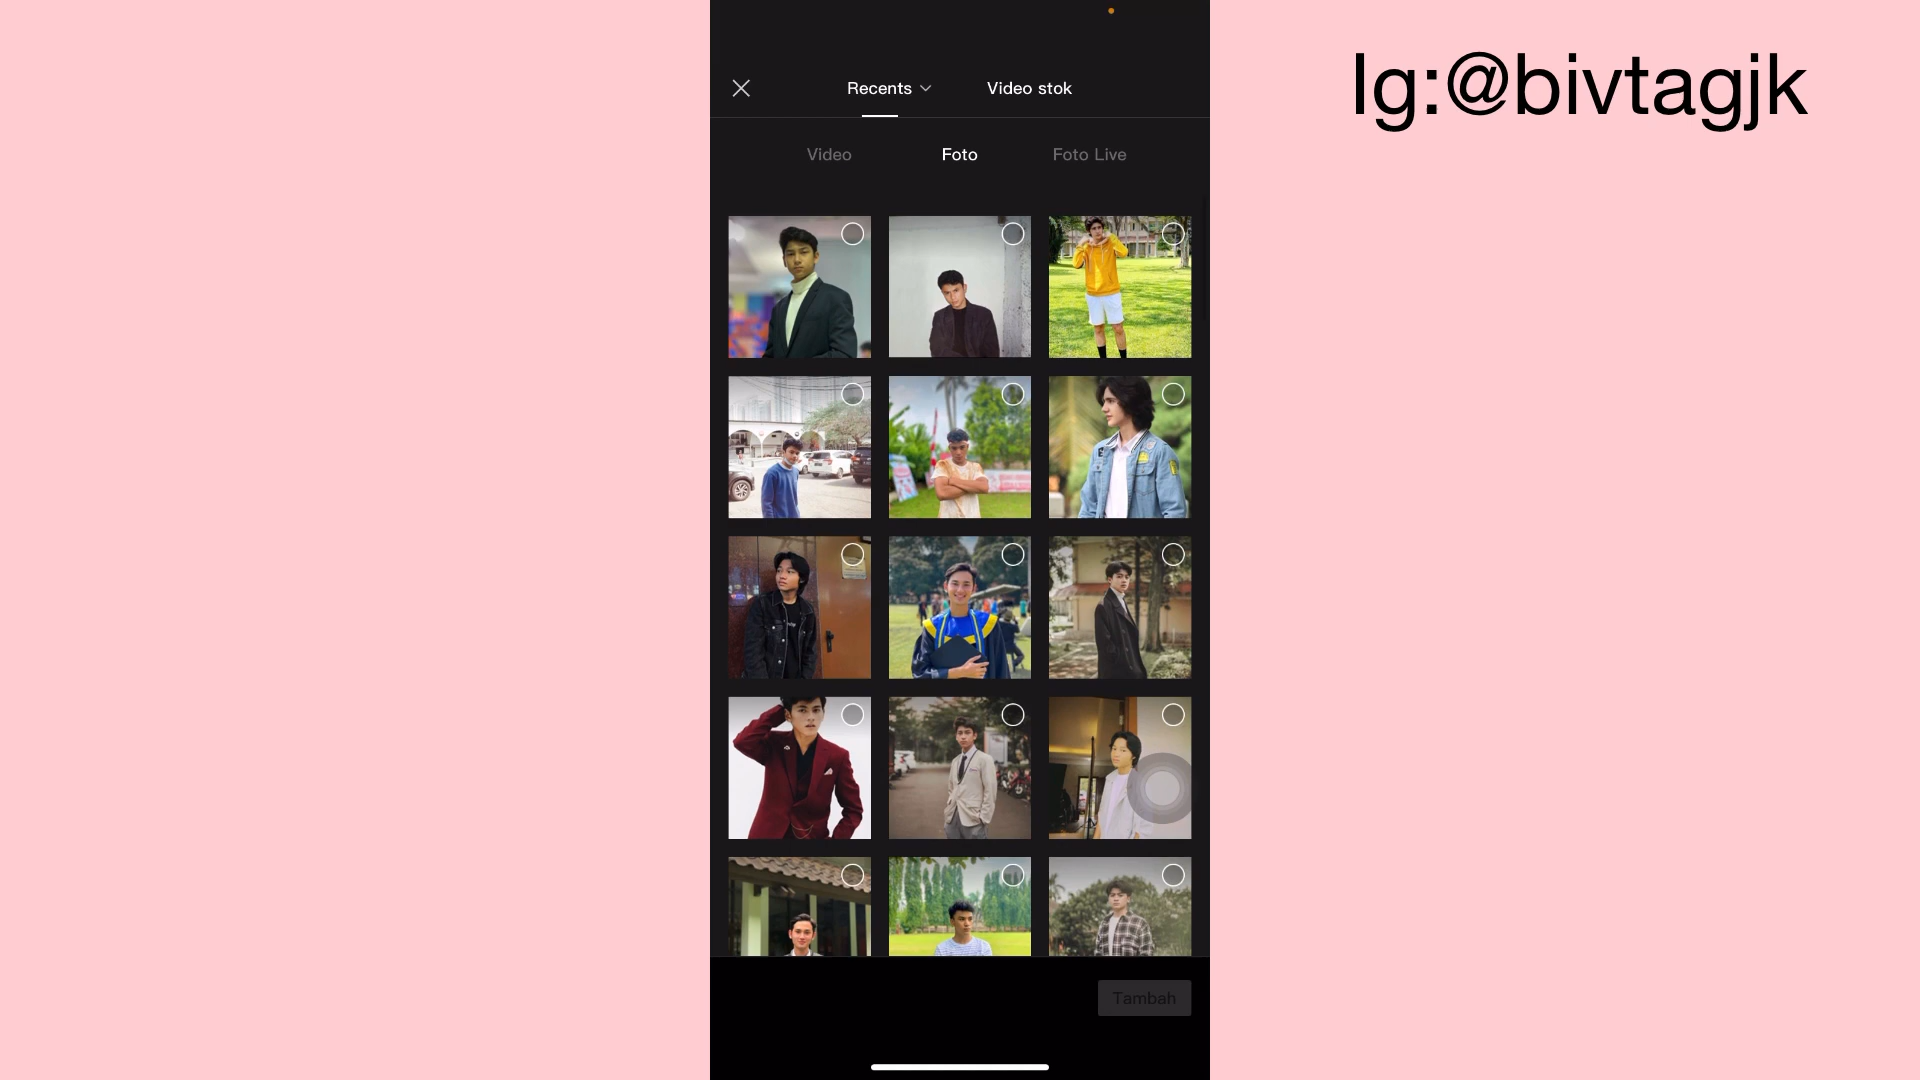 Ig:@bivtagjk
Recents
Video stok
Video
Foto
Foto Live
Tambah